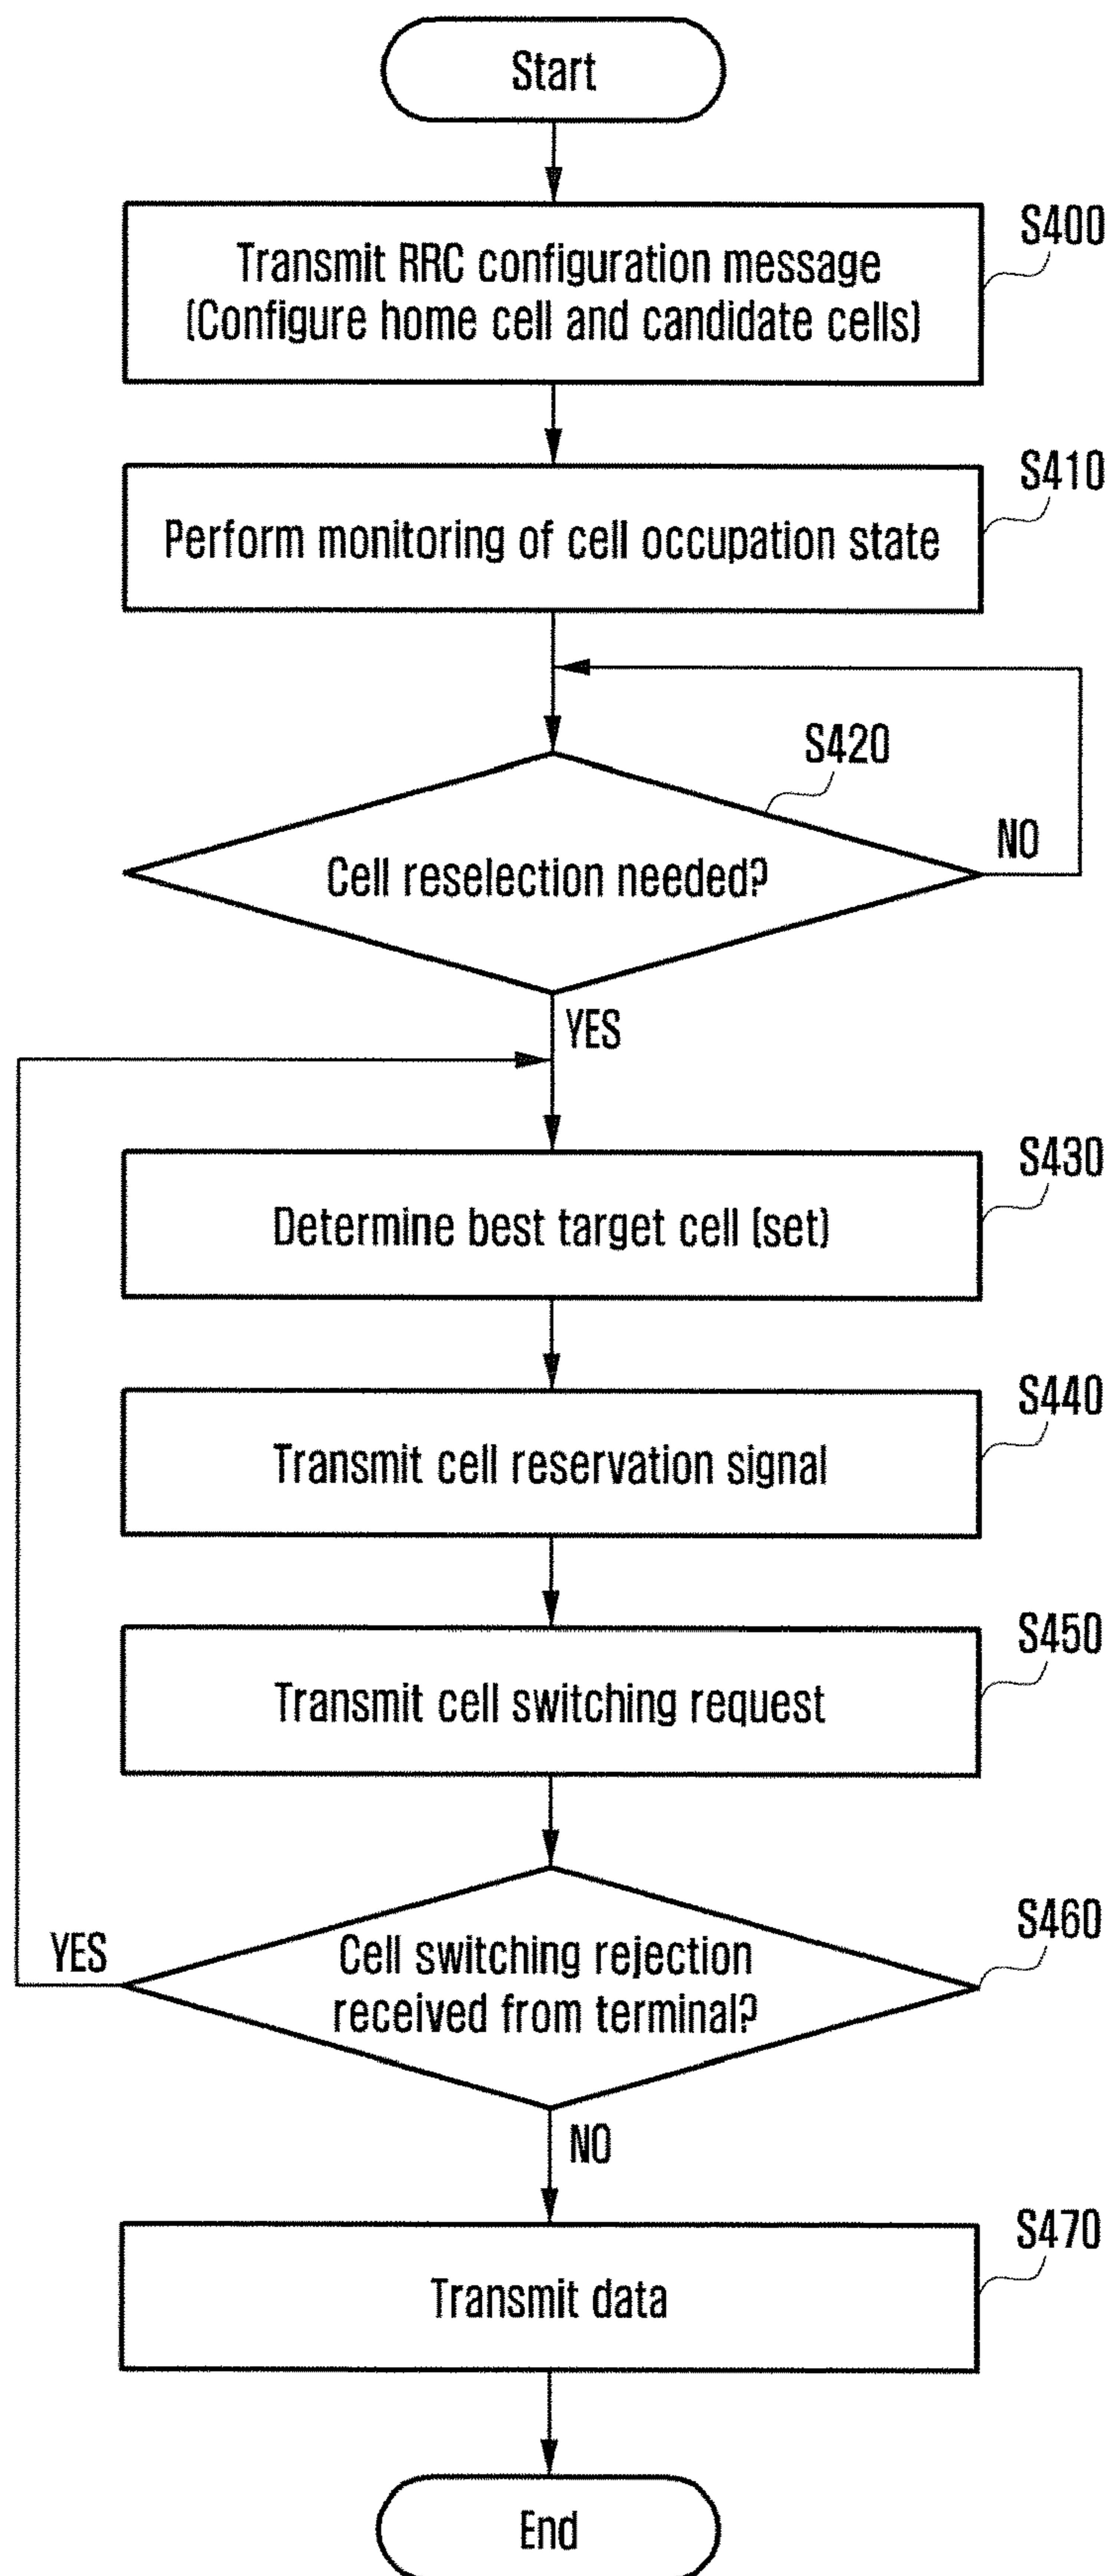 Start
S400
Transmit RRC configuration message
(Configure home cell and candidate cells)
S410
Perform monitoring of cell occupation state
S420
Cell reselection needed?
NO
YES
S430
Determine best target cell (set)
S440
Transmit cell reservation signal
S450
Transmit cell switching request
S460
YES
Cell switching rejection
received from terminal?
NO
S470
Transmit data
End